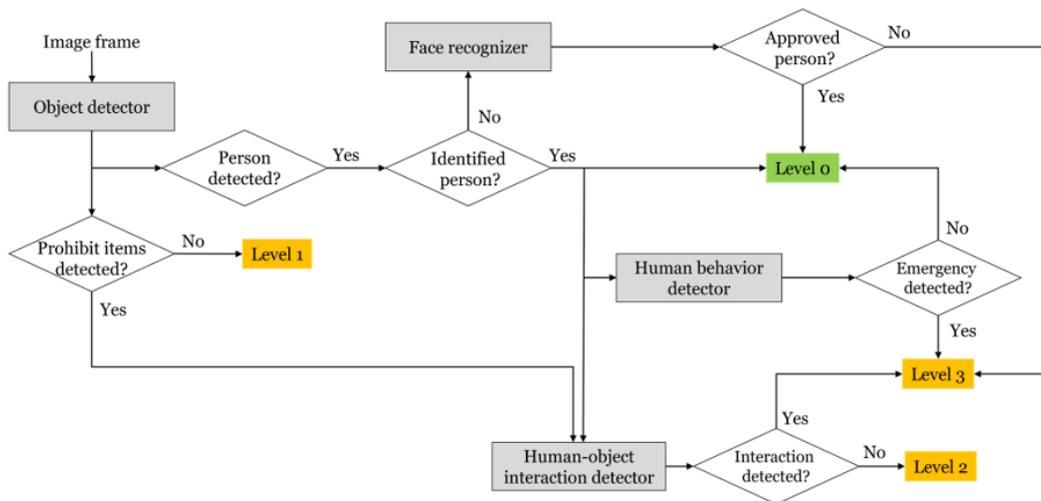 Image frame
Object detector
Person
detected?
Yes
Prohibit items
detected?
No
Level 1
Yes
Face recognizer
No
Identified
person?
Yes
Approved
person?
No
Yes
Level 0
Human behavior
detector
No
Emergency
detected?
Yes
Level 3
Human-object
interaction detector
Yes
Interaction
detected?
No
Level 2